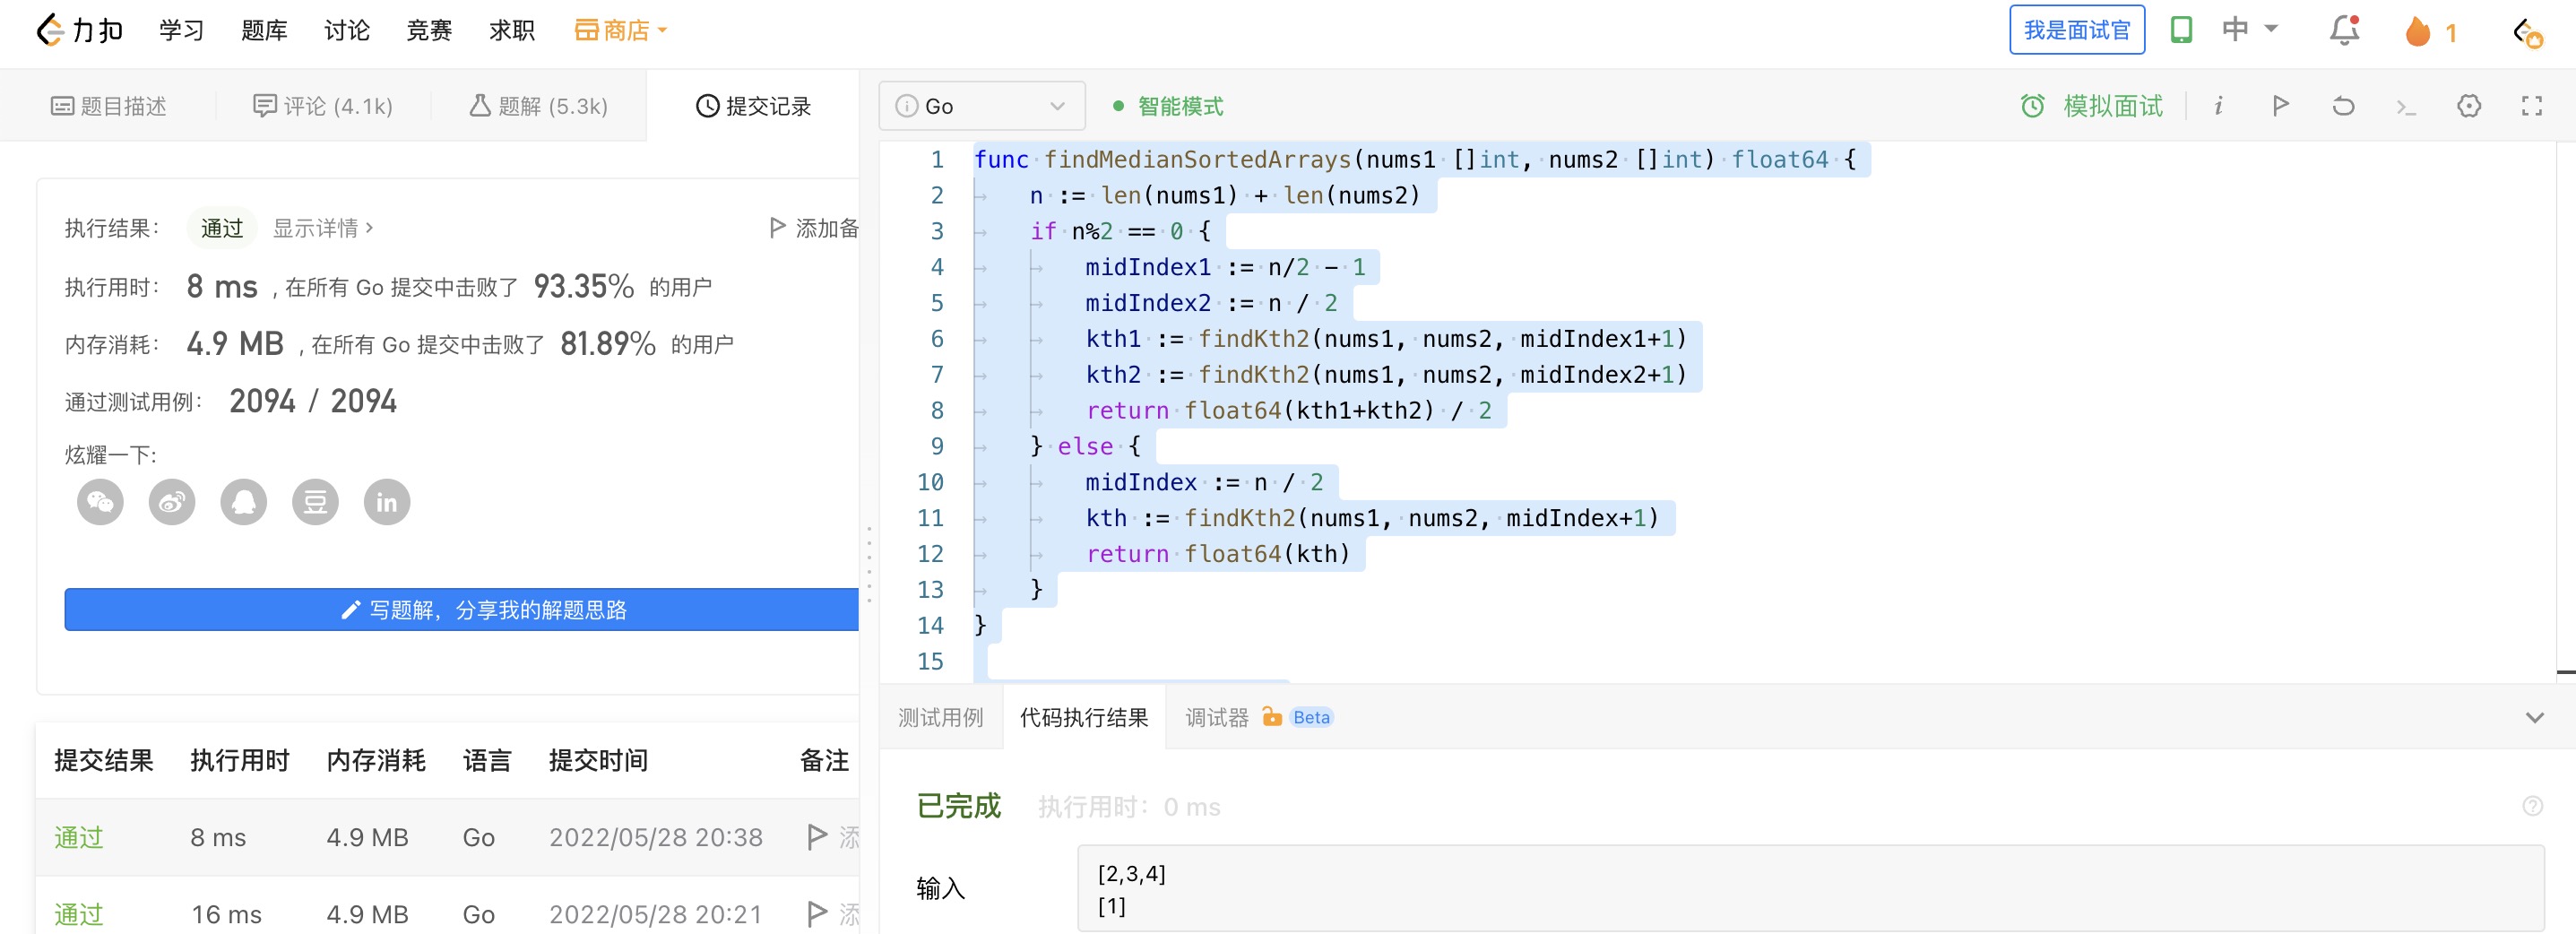 力扣 学习 题库 讨论 竞赛 求职 商店 我是面试官 中 1
题目描述 评论 (4.1k) 题解 (5.3k) 提交记录
执行结果： 通过 显示详情 › 添加备
执行用时： 8 ms , 在所有 Go 提交中击败了 93.35% 的用户
内存消耗： 4.9 MB , 在所有 Go 提交中击败了 81.89% 的用户
通过测试用例： 2094 / 2094
炫耀一下:
豆 in
写题解，分享我的解题思路
提交结果 执行用时 内存消耗 语言 提交时间 备注
通过 8 ms 4.9 MB Go 2022/05/28 20:38 添
通过 16 ms 4.9 MB Go 2022/05/28 20:21 添
i Go 智能模式 模拟面试 i
1 func findMedianSortedArrays(nums1 []int, nums2 []int) float64 {
2 n := len(nums1) + len(nums2)
3 if n%2 == 0 {
4 midIndex1 := n/2 - 1
5 midIndex2 := n / 2
6 kth1 := findKth2(nums1, nums2, midIndex1+1)
7 kth2 := findKth2(nums1, nums2, midIndex2+1)
8 return float64(kth1+kth2) / 2
9 } else {
10 midIndex := n / 2
11 kth := findKth2(nums1, nums2, midIndex+1)
12 return float64(kth)
13 }
14 }
15
测试用例 代码执行结果 调试器 Beta
已完成 执行用时：0 ms ?
输入
[2,3,4]
[1]